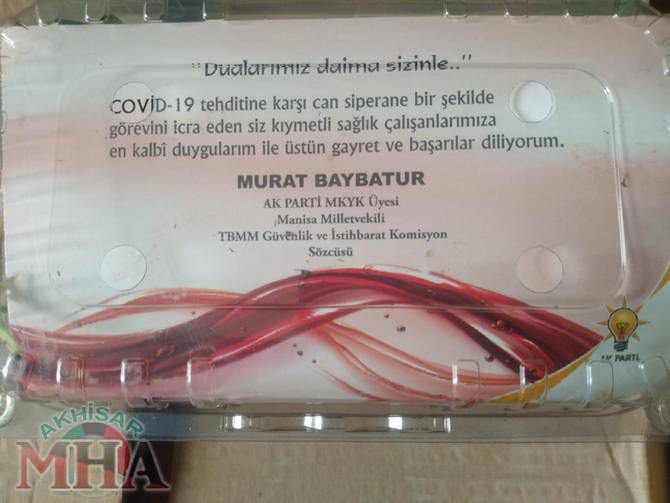 "Dualarımız daima sizinle.."
COVİD-19 tehditine karşı can siperane bir şekilde
görevini icra eden siz kıymetli sağlık çalışanlarımıza
en kalbî duygularım ile üstün gayret ve başarılar diliyorum.
MURAT BAYBATUR
AK PARTİ MKYK Üyesi
Manisa Milletvekili
TBMM Güvenlik ve İstihbarat Komisyon
Sözcüsü
AK PARTİ
AKHİSAR
MHA